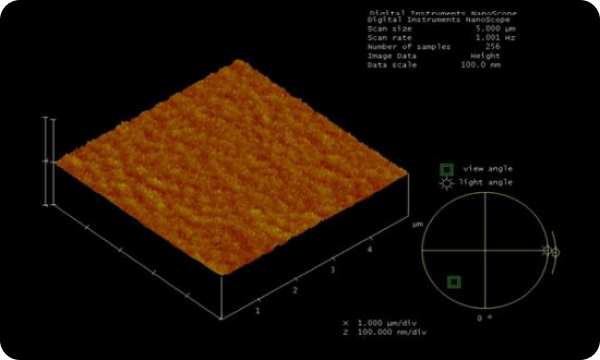 Digital Instruments NanoScope
Digital Instruments NanoScope
Scan size 5.000 µm
Scan rate 1.001 Hz
Number of samples 256
Image Data Height
Data scale 100.0 nm
view angle
light angle
µm
4
3
2
1
X 1.000 µm/div
Z 100.000 nm/div
0 °